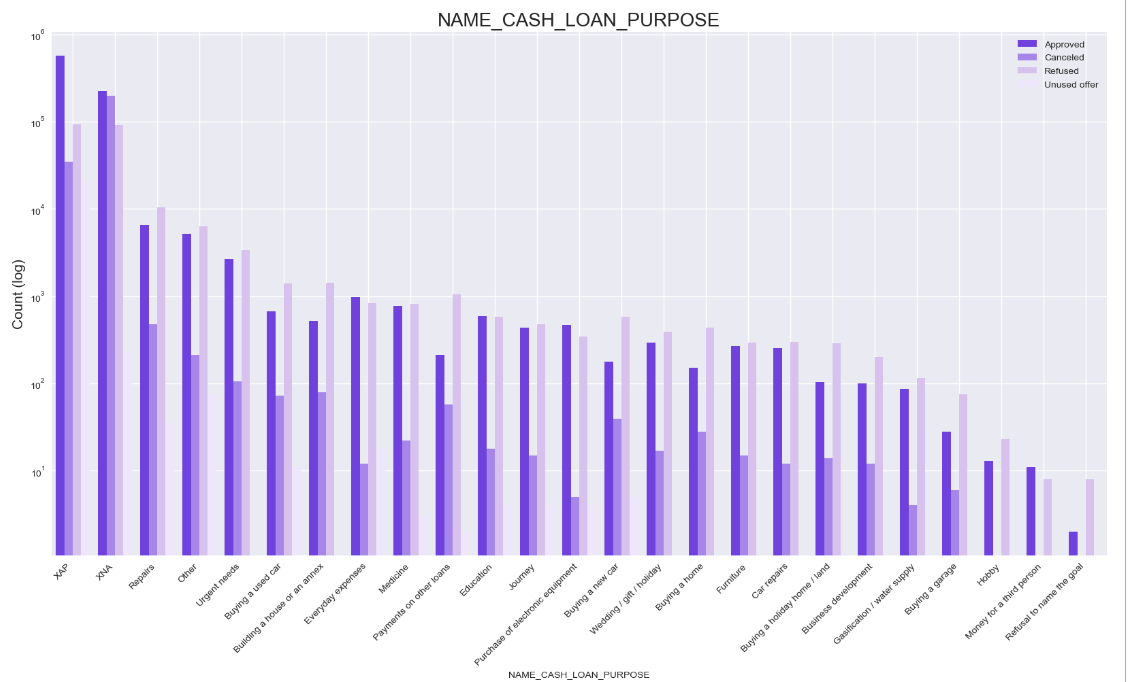 NAME_CASH_LOAN_PURPOSE
Approved
Canceled
Refused
Unused offer
Count (log)
10^6
10^5
10^4
10^3
10^2
10^1
XAP
XNA
Repairs
Other
Urgent needs
Buying a used car
Building a house or an annex
Everyday expenses
Medicine
Payments on other loans
Education
Journey
Purchase of electronic equipment
Buying a new car
Wedding / gift / holiday
Buying a home
Furniture
Car repairs
Buying a holiday home / land
Business development
Gasification / water supply
Buying a garage
Hobby
Money for a third person
Refusal to name the goal
NAME_CASH_LOAN_PURPOSE